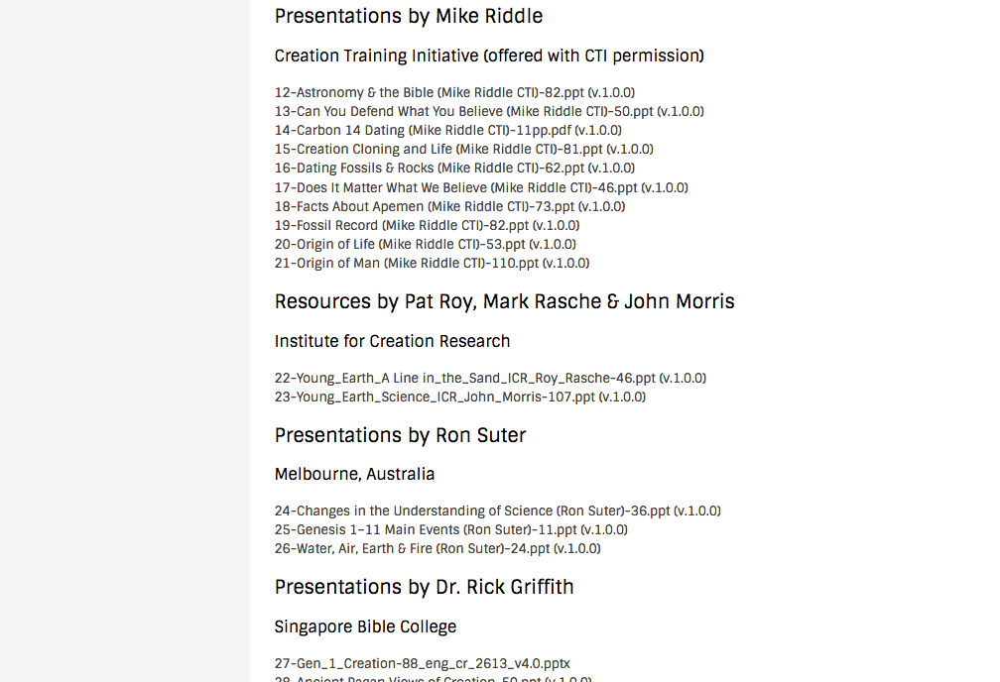 Presentations by Mike Riddle
Creation Training Initiative (offered with CTI permission)
12-Astronomy & the Bible (Mike Riddle CTI)-82.ppt (v.1.0.0)
13-Can You Defend What You Believe (Mike Riddle CTI)-50.ppt (v.1.0.0)
14-Carbon 14 Dating (Mike Riddle CTI)-11pp.pdf (v.1.0.0)
15-Creation Cloning and Life (Mike Riddle CTI)-81.ppt (v.1.0.0)
16-Dating Fossils & Rocks (Mike Riddle CTI)-62.ppt (v.1.0.0)
17-Does It Matter What We Believe (Mike Riddle CTI)-46.ppt (v.1.0.0)
18-Facts About Apemen (Mike Riddle CTI)-73.ppt (v.1.0.0)
19-Fossil Record (Mike Riddle CTI)-82.ppt (v.1.0.0)
20-Origin of Life (Mike Riddle CTI)-53.ppt (v.1.0.0)
21-Origin of Man (Mike Riddle CTI)-110.ppt (v.1.0.0)
Resources by Pat Roy, Mark Rasche & John Morris
Institute for Creation Research
22-Young_Earth_A Line in_the_Sand_ICR_Roy_Rasche-46.ppt (v.1.0.0)
23-Young_Earth_Science_ICR_John_Morris-107.ppt (v.1.0.0)
Presentations by Ron Suter
Melbourne, Australia
24-Changes in the Understanding of Science (Ron Suter)-36.ppt (v.1.0.0)
25-Genesis 1–11 Main Events (Ron Suter)-11.ppt (v.1.0.0)
26-Water, Air, Earth & Fire (Ron Suter)-24.ppt (v.1.0.0)
Presentations by Dr. Rick Griffith
Singapore Bible College
27-Gen_1_Creation-88_eng_cr_2613_v4.0.pptx
28-Ancient Pagan Views of Creation-50.ppt (v.1.0.0)